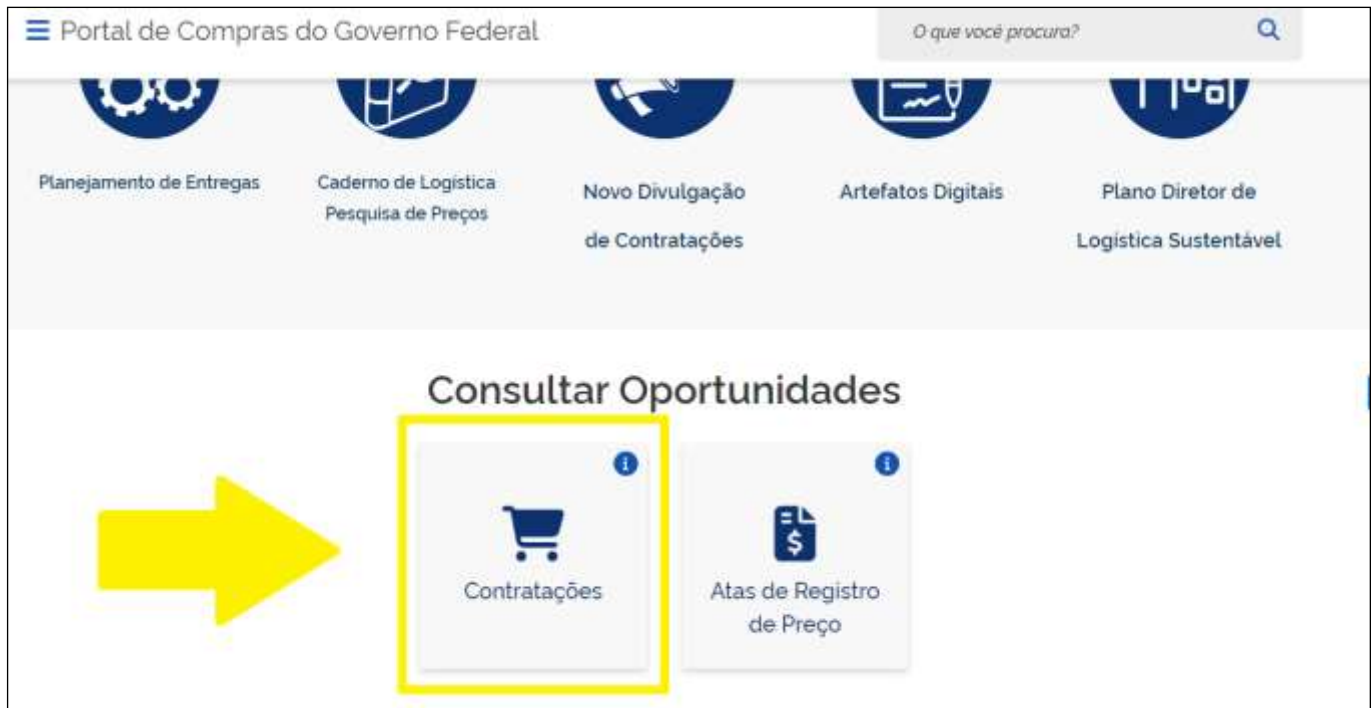 Portal de Compras do Governo Federal
O que você procura?
Planejamento de Entregas
Caderno de Logística
Pesquisa de Preços
Novo Divulgação
de Contratações
Artefatos Digitais
Plano Diretor de
Logística Sustentável
Consultar Oportunidades
Contratações
Atas de Registro
de Preço